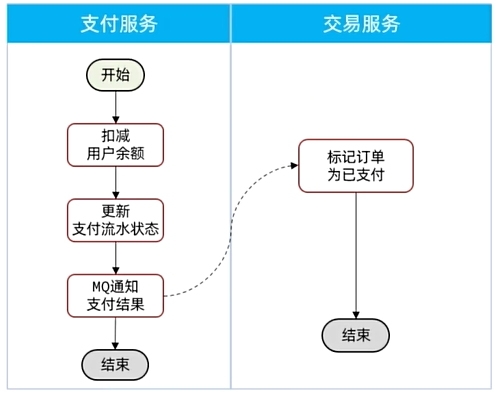 支付服务
交易服务
开始
扣减
用户余额
更新
支付流水状态
MQ通知
支付结果
结束
标记订单
为已支付
结束